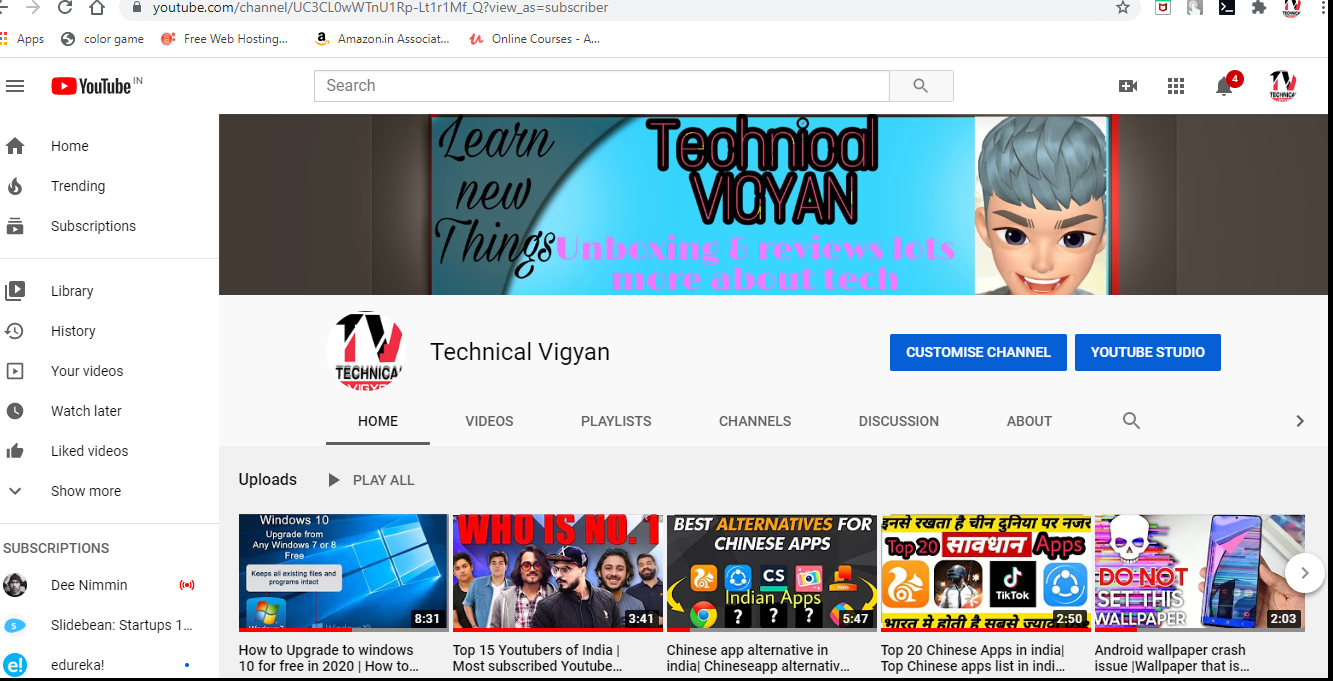 youtube.com/channel/UC3CL0wWTnU1Rp-Lt1r1Mf_Q?view_as=subscriber
Apps color game Free Web Hosting... Amazon.in Associat... Online Courses - A...
YouTube IN
Search
4
TECHNICA
Home
Trending
Subscriptions
Library
History
Your videos
Watch later
Liked videos
Show more
SUBSCRIPTIONS
Dee Nimmin
Slidebean: Startups 1...
edureka!
Learn
new
Things
Technical
VIGYAN
Unboxing & reviews lots
more about tech
TV
TECHNICA
Technical Vigyan
CUSTOMISE CHANNEL YOUTUBE STUDIO
HOME VIDEOS PLAYLISTS CHANNELS DISCUSSION ABOUT
Uploads PLAY ALL
Windows 10
Upgrade from
Any Windows 7 or 8
Free
Keeps all existing files and
programs intact
8:31
How to Upgrade to windows
10 for free in 2020 | How to...
WHO IS NO. 1
3:41
Top 15 Youtubers of India |
Most subscribed Youtube...
BEST ALTERNATIVES FOR
CHINESE APPS
CS
Indian Apps
? ? ?
5:47
Chinese app alternative in
india| Chineseapp alternativ...
इनसे रखता है चीन दुनिया पर नजर
Top 20 सावधान Apps
TikTok
भारत मे होती है सबसे ज्यादा
2:50
Top 20 Chinese Apps in india|
Top Chinese apps list in indi...
DO NOT
SET THIS
WALLPAPER
2:03
Android wallpaper crash
issue |Wallpaper that is...